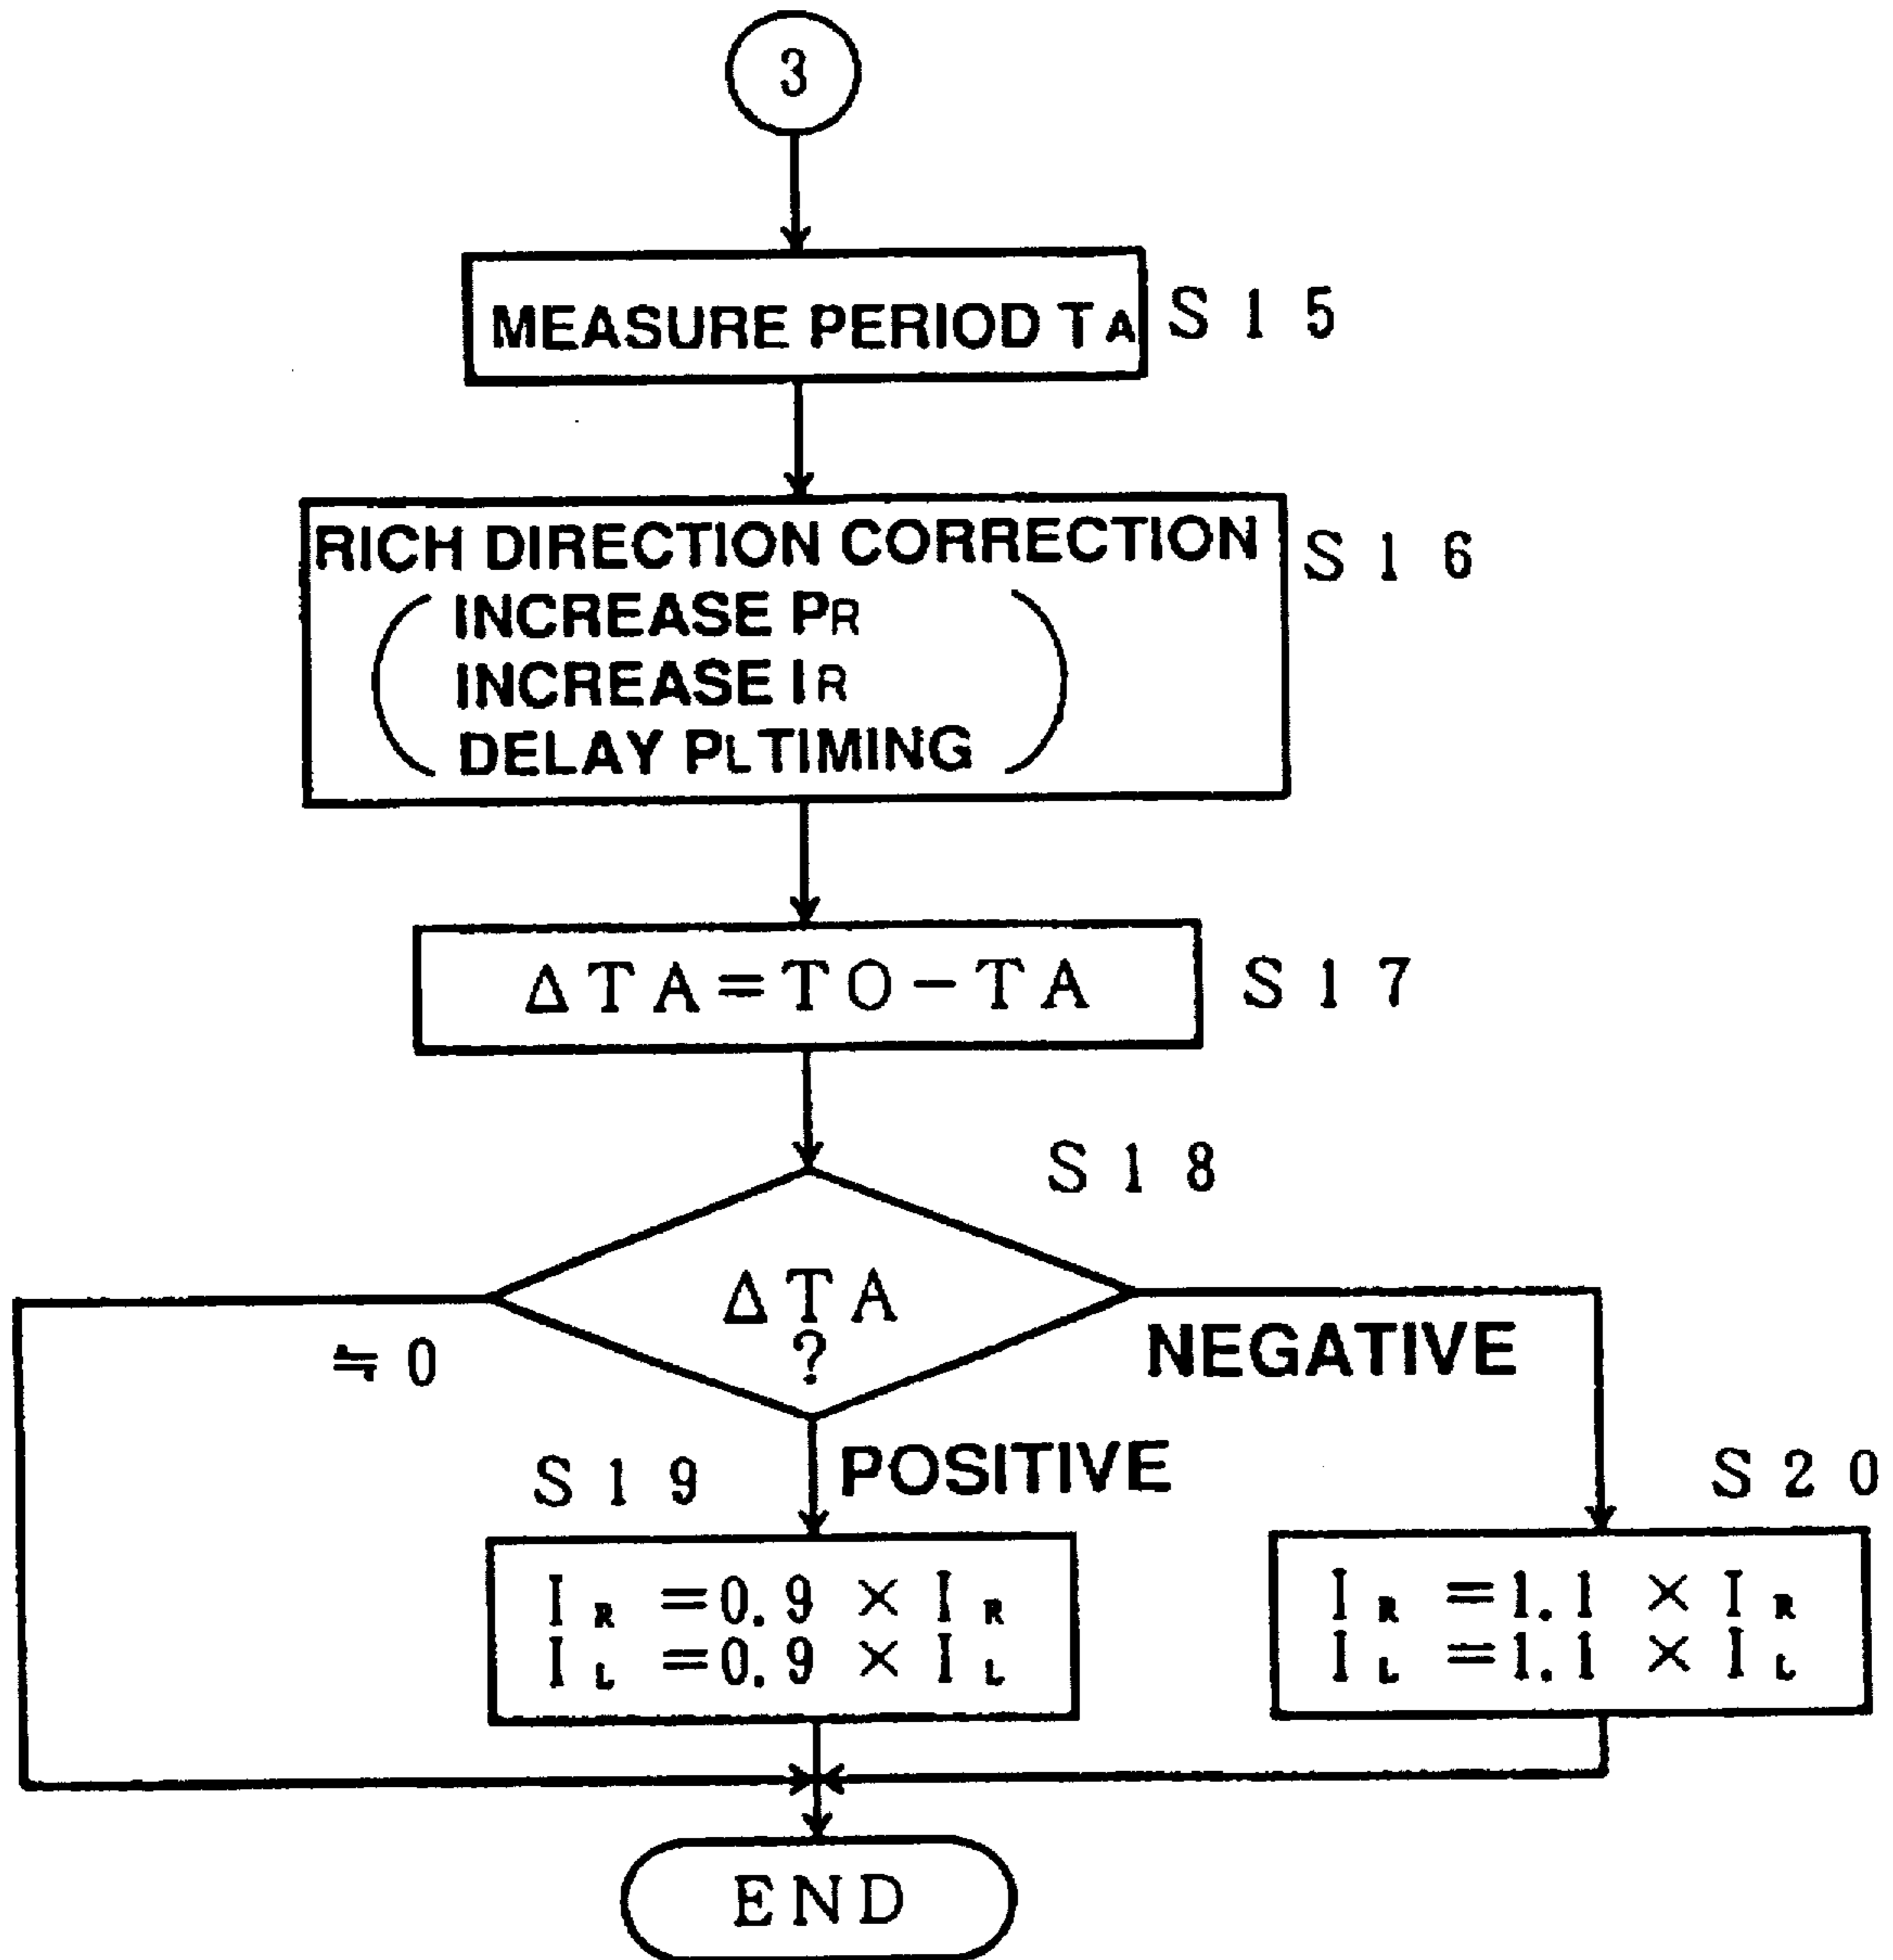 3
MEASURE PERIOD TA
S15
RICH DIRECTION CORRECTION
S16
INCREASE PR
INCREASE IR
DELAY PL TIMING
ΔTA=TO-TA
S17
S18
ΔTA
?
≒0
NEGATIVE
POSITIVE
S19
S20
IR =0.9 × IR
IL =0.9 × IL
IR =1.1 × IR
IL =1.1 × IL
END